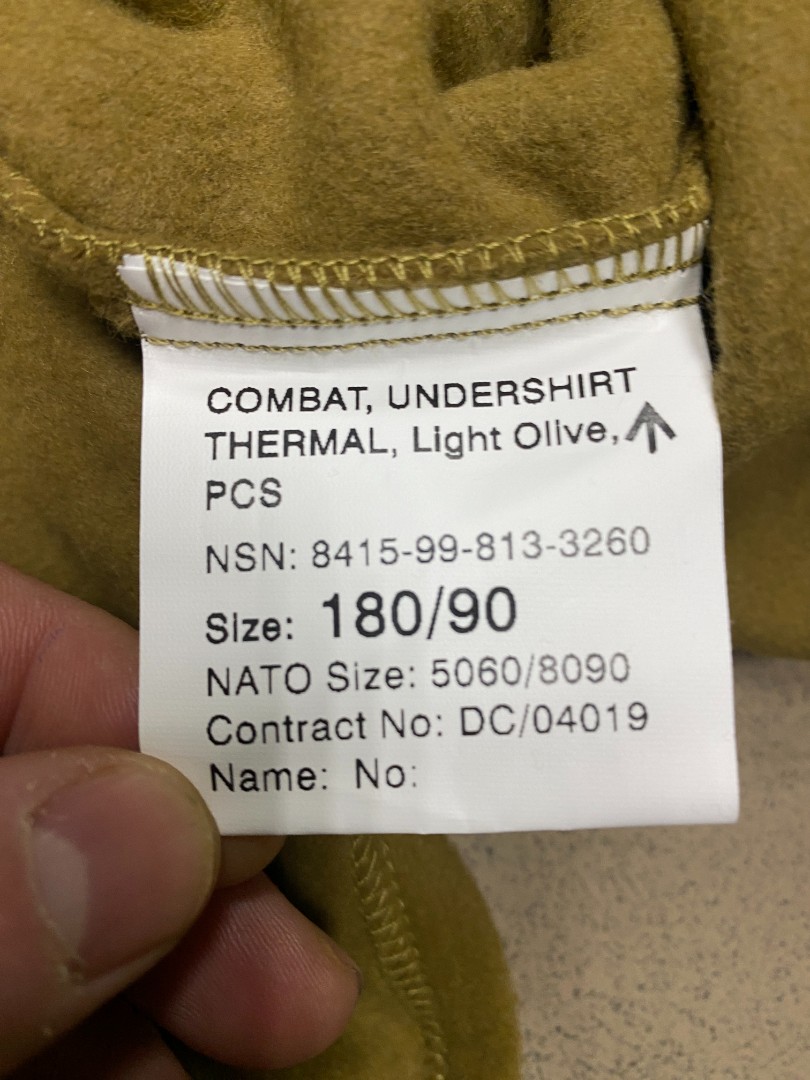 COMBAT, UNDERSHIRT
THERMAL, Light Olive,
PCS
NSN: 8415-99-813-3260
Size: 180/90
NATO Size: 5060/8090
Contract No: DC/04019
Name: No: